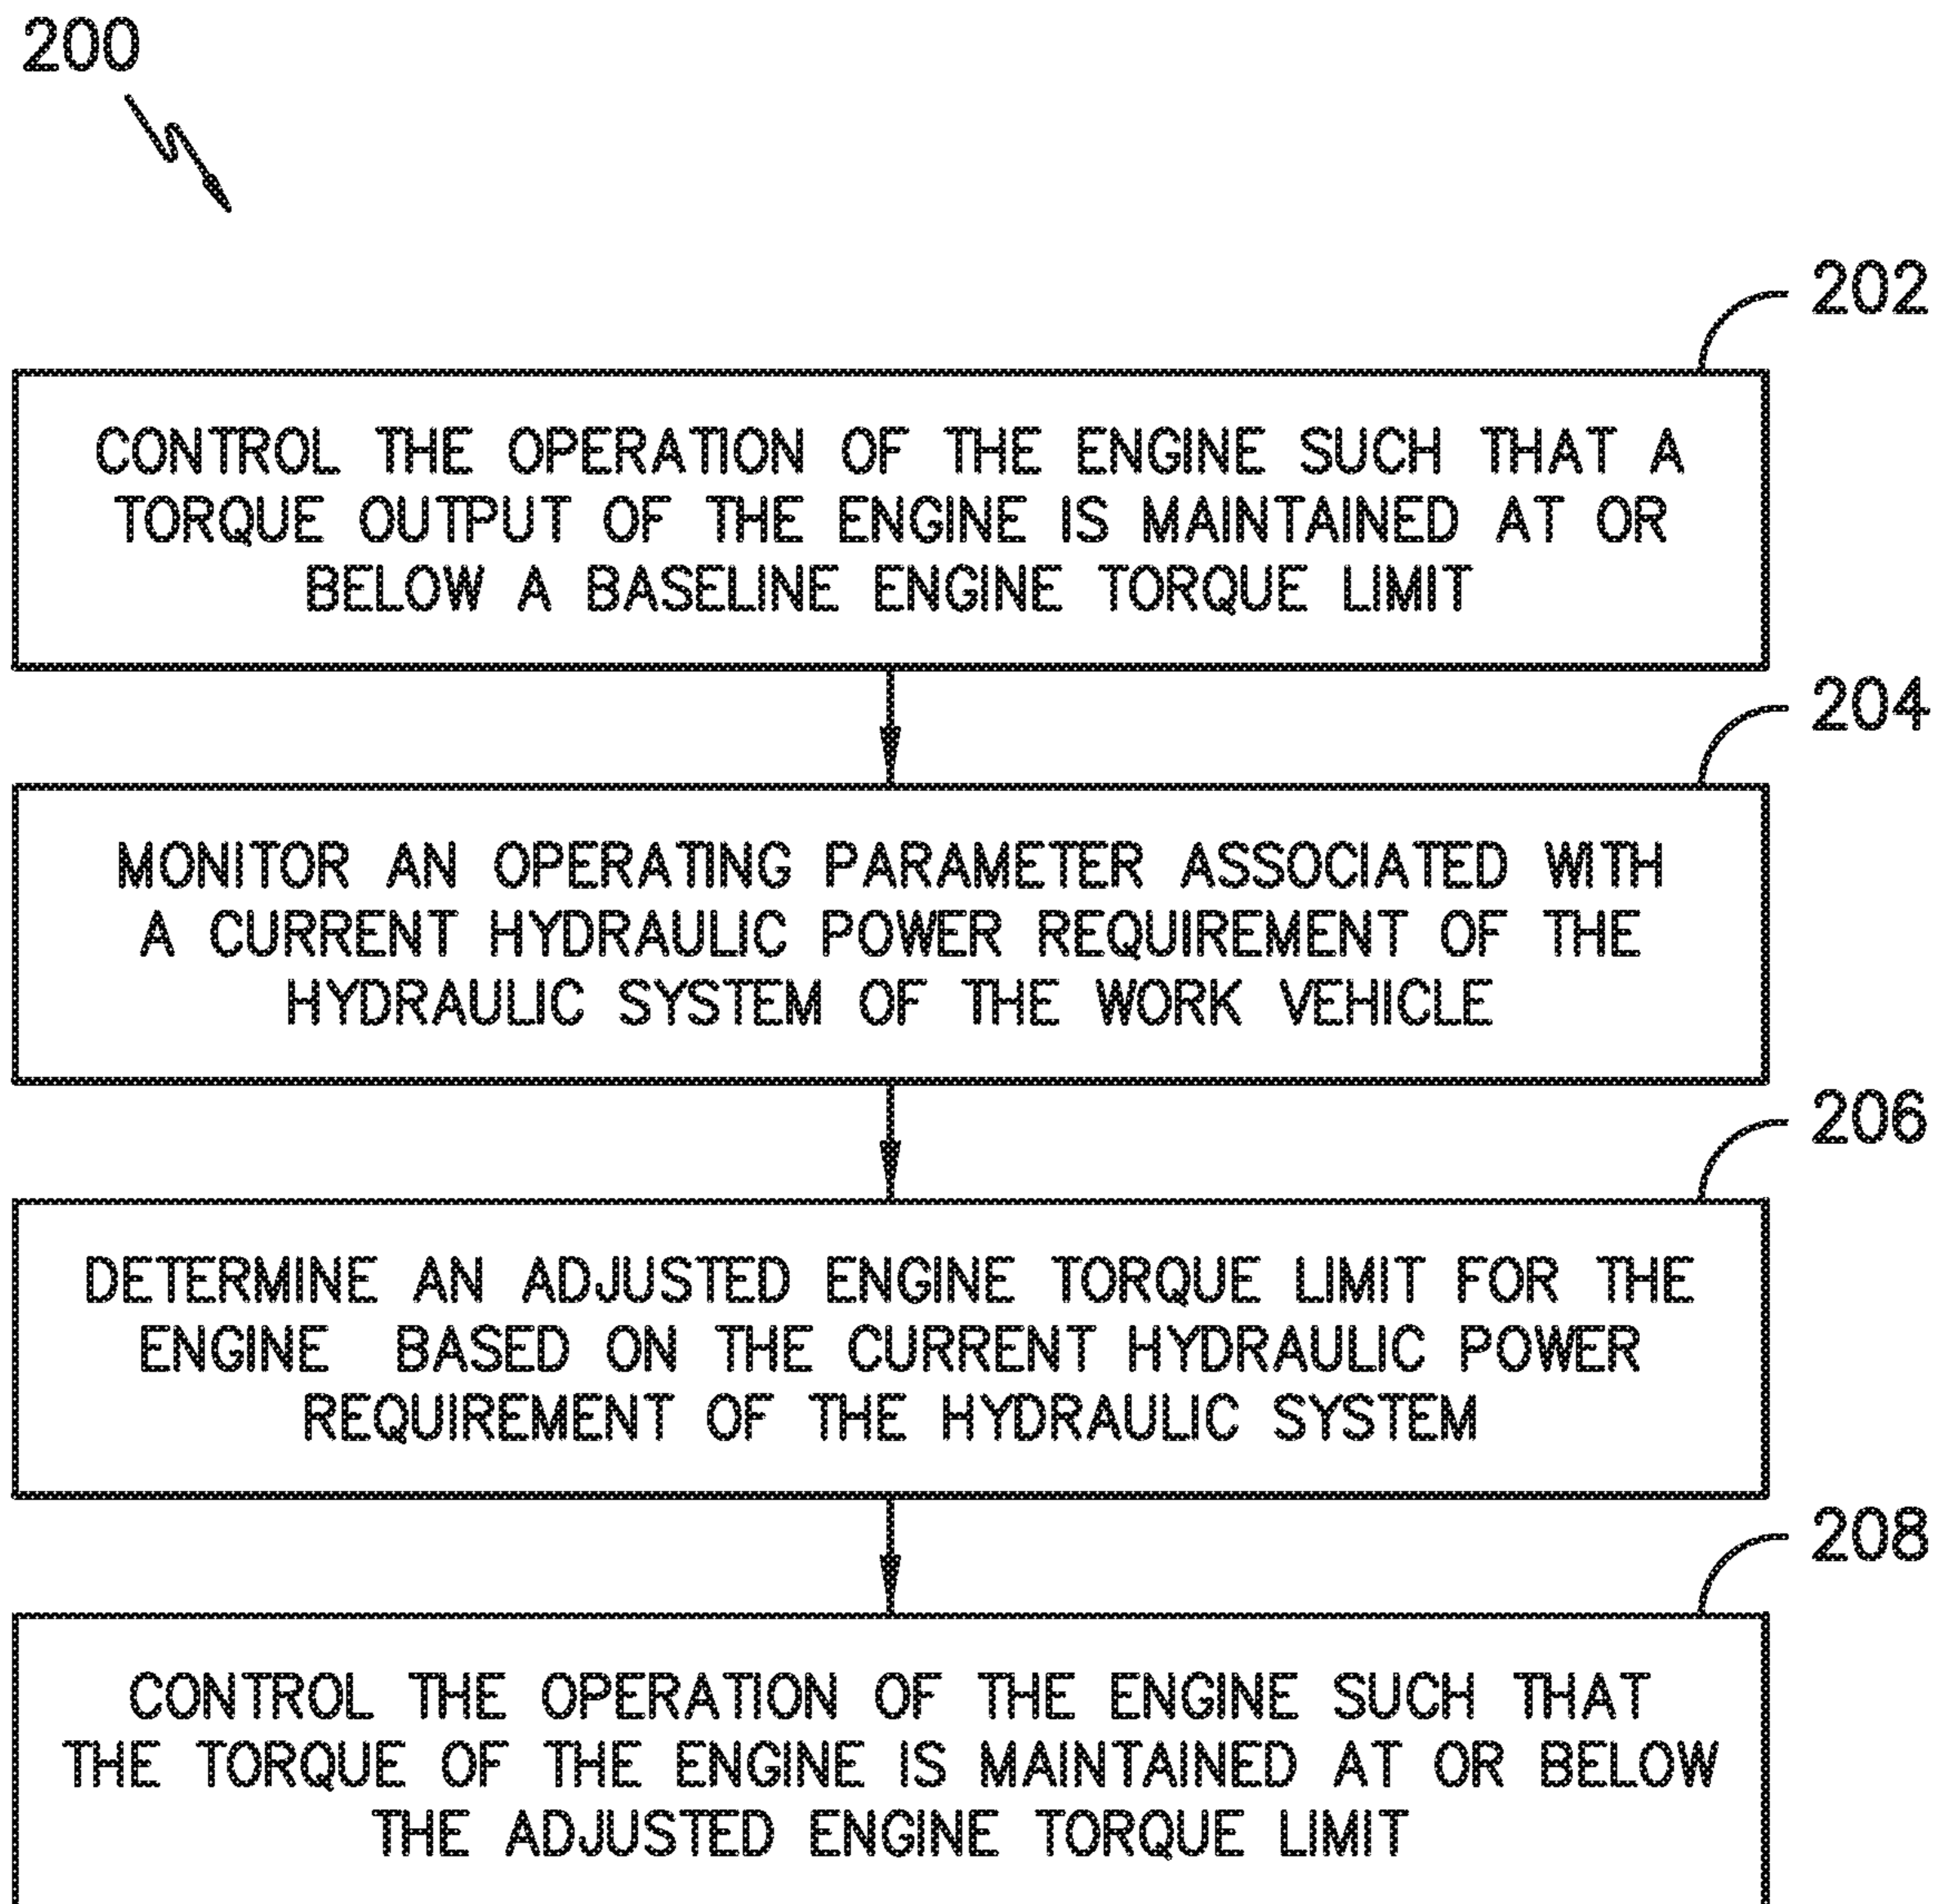 200
202
CONTROL THE OPERATION OF THE ENGINE SUCH THAT A
TORQUE OUTPUT OF THE ENGINE IS MAINTAINED AT OR
BELOW A BASELINE ENGINE TORQUE LIMIT
204
MONITOR AN OPERATING PARAMETER ASSOCIATED WITH
A CURRENT HYDRAULIC POWER REQUIREMENT OF THE
HYDRAULIC SYSTEM OF THE WORK VEHICLE
206
DETERMINE AN ADJUSTED ENGINE TORQUE LIMIT FOR THE
ENGINE BASED ON THE CURRENT HYDRAULIC POWER
REQUIREMENT OF THE HYDRAULIC SYSTEM
208
CONTROL THE OPERATION OF THE ENGINE SUCH THAT
THE TORQUE OF THE ENGINE IS MAINTAINED AT OR BELOW
THE ADJUSTED ENGINE TORQUE LIMIT